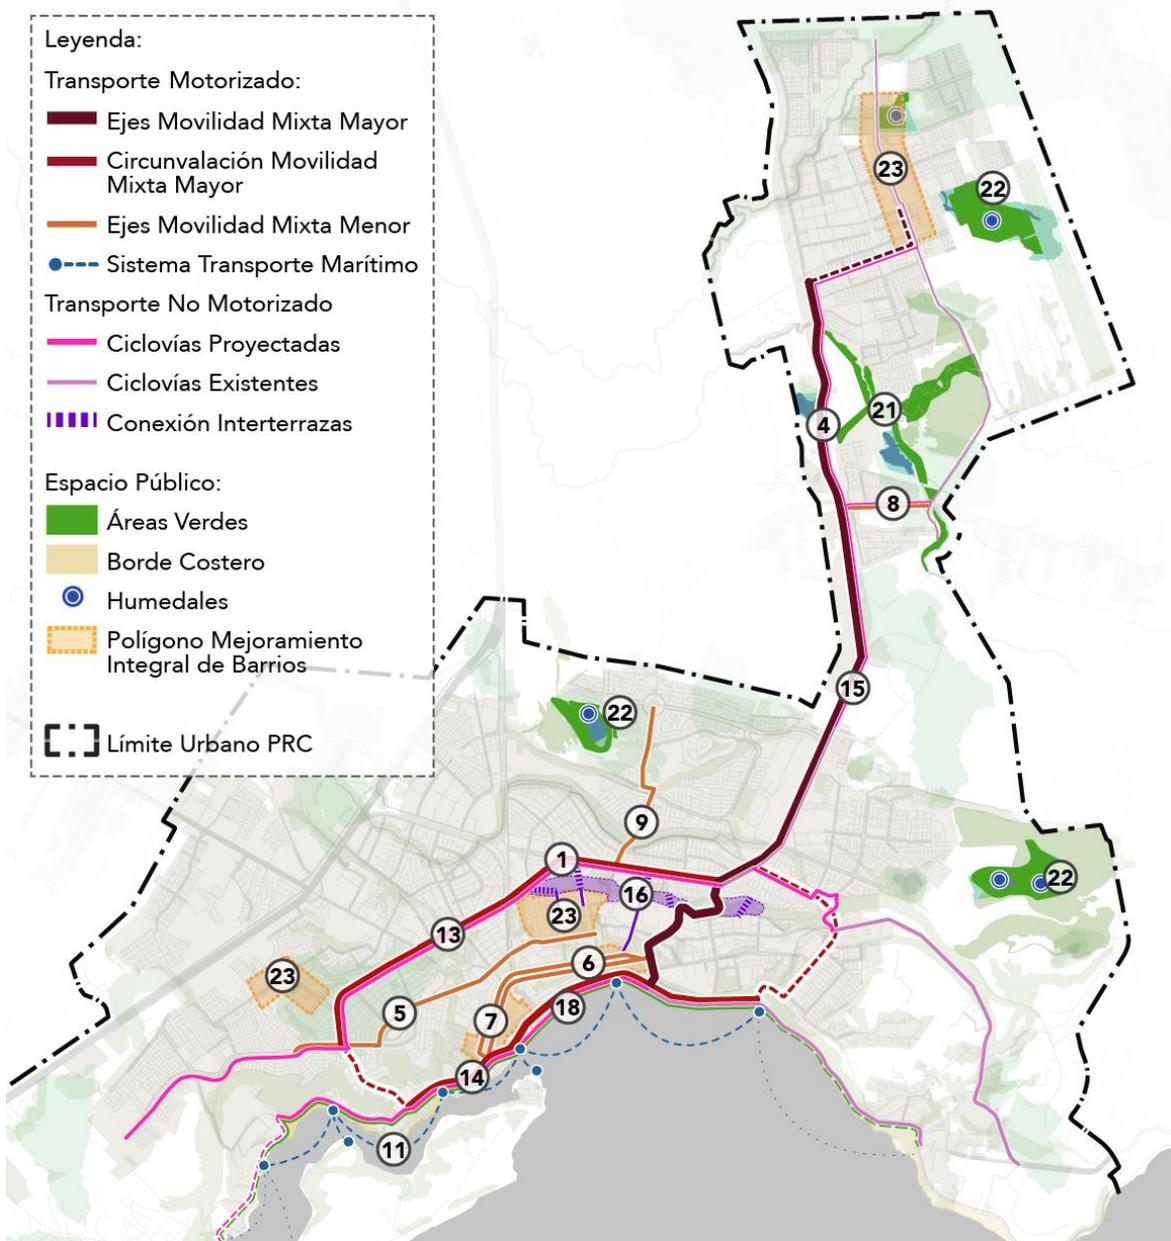 Leyenda:
Transporte Motorizado:
Ejes Movilidad Mixta Mayor
Circunvalación Movilidad
Mixta Mayor
Ejes Movilidad Mixta Menor
Sistema Transporte Marítimo
Transporte No Motorizado
Ciclovías Proyectadas
Ciclovías Existentes
Conexión Interterrazas
Espacio Público:
Áreas Verdes
Borde Costero
Humedales
Polígono Mejoramiento
Integral de Barrios
Límite Urbano PRC
23
22
21
4
8
15
22
9
1
22
16
23
13
23
6
5
18
7
14
11